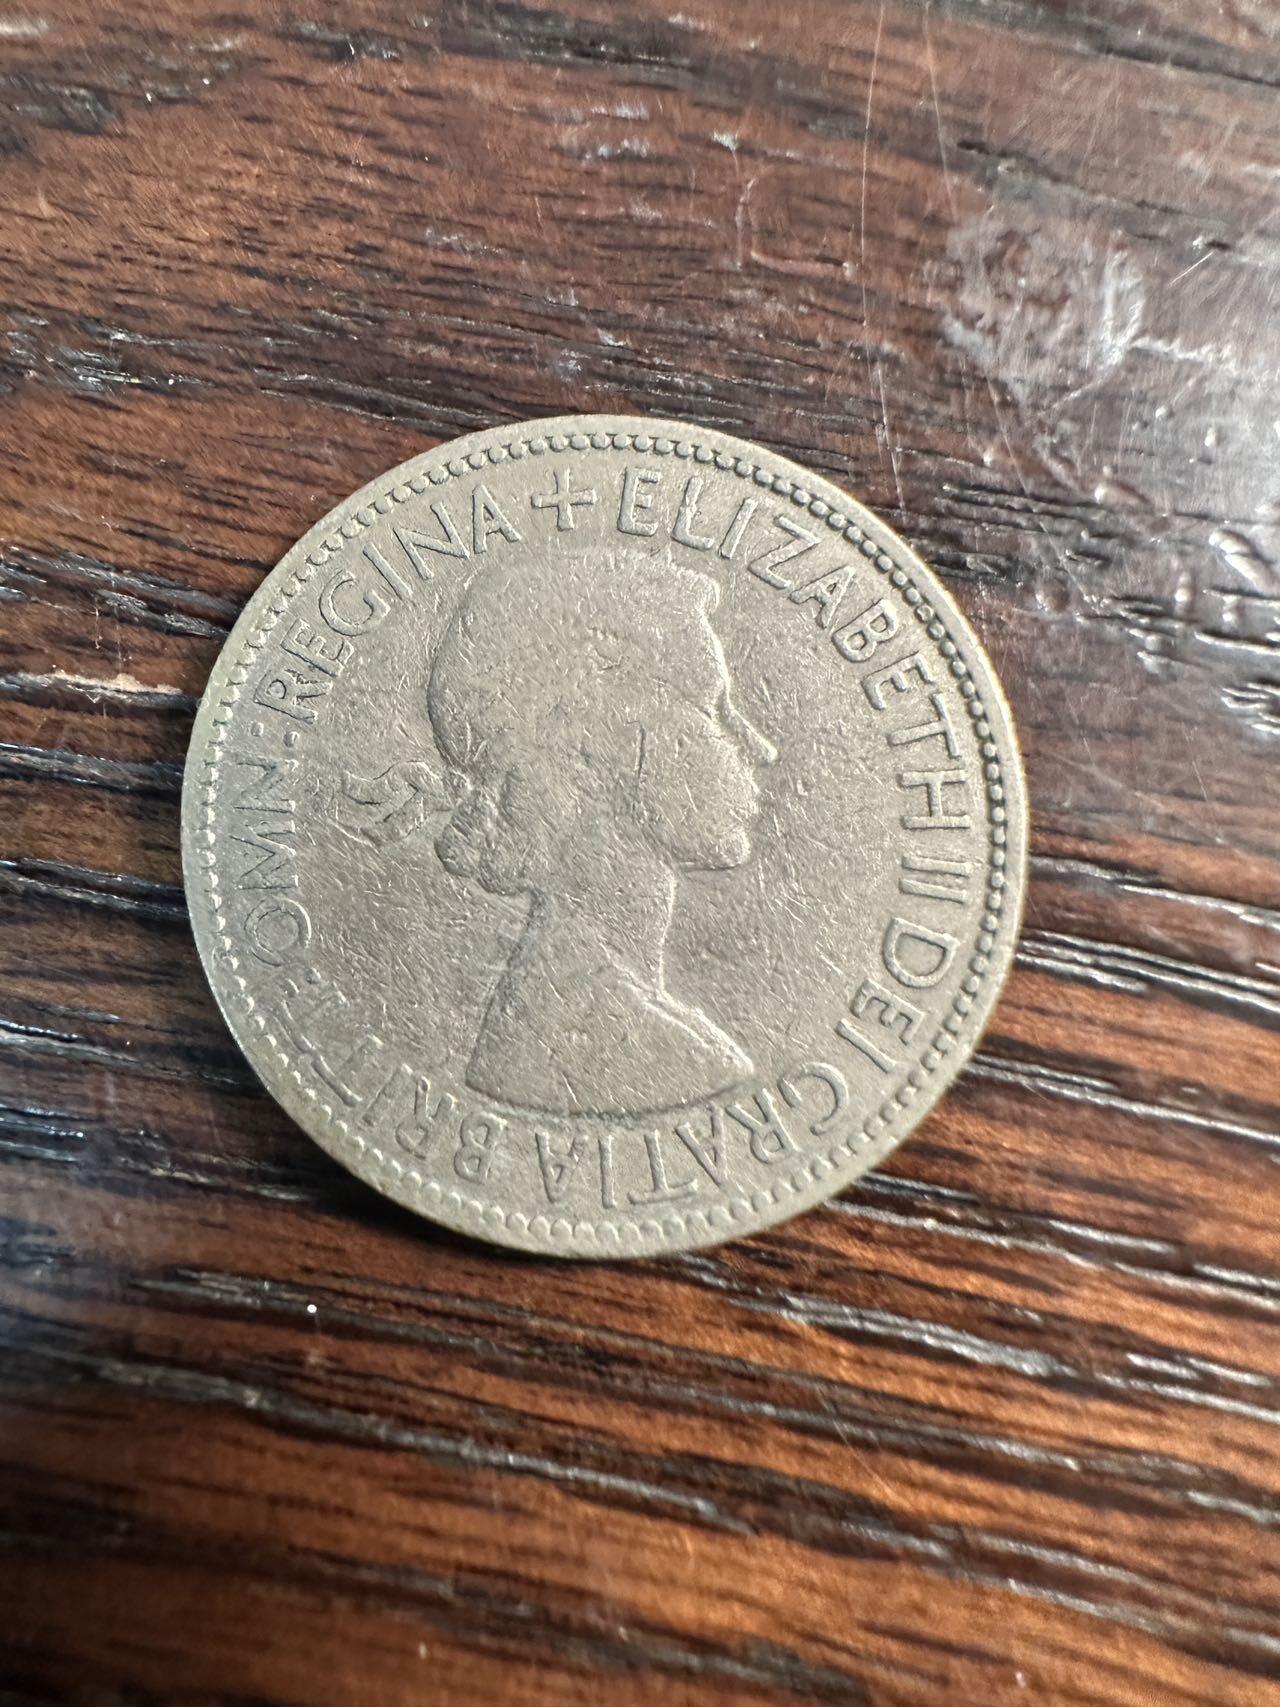 + ELIZABETH II DEI GRATIA BRITT:OMN:REGINA